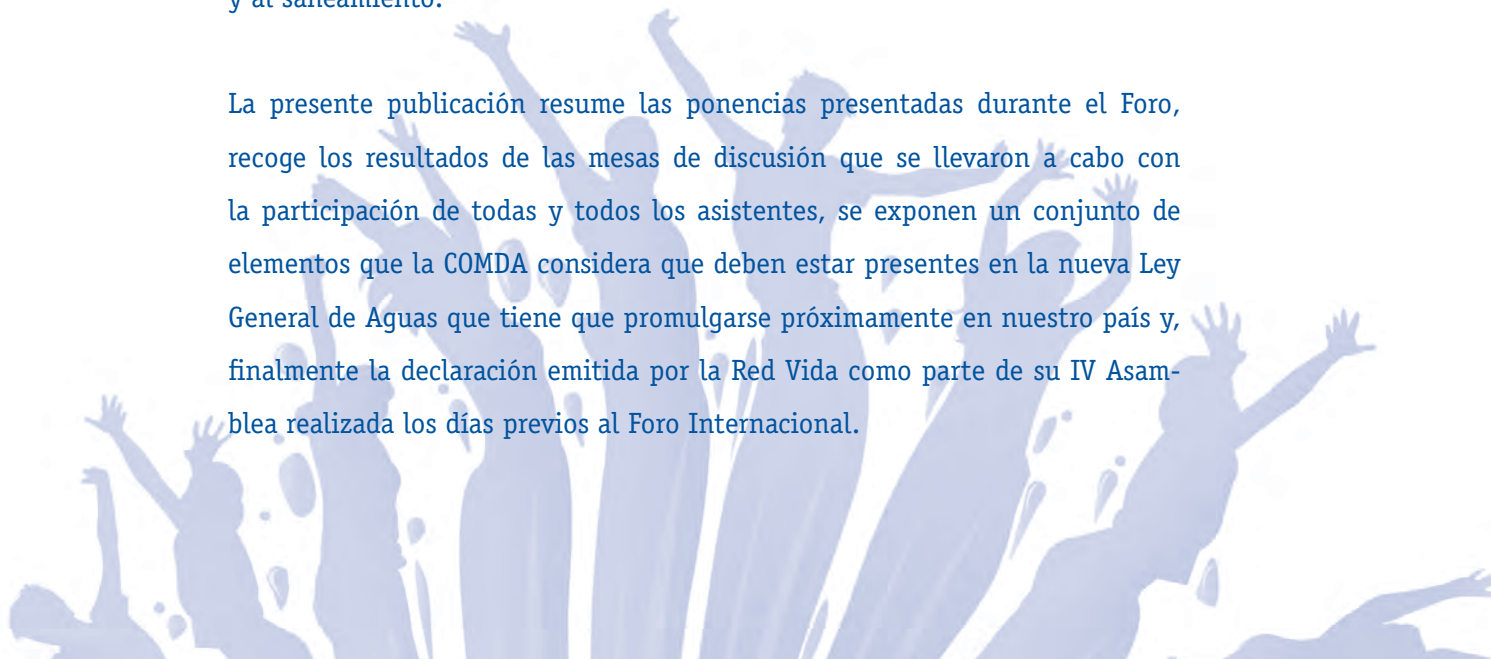 y al saneamiento.
La presente publicación resume las ponencias presentadas durante el Foro,
recoge los resultados de las mesas de discusión que se llevaron a cabo con
la participación de todas y todos los asistentes, se exponen un conjunto de
elementos que la COMDA considera que deben estar presentes en la nueva Ley
General de Aguas que tiene que promulgarse próximamente en nuestro país y,
finalmente la declaración emitida por la Red Vida como parte de su IV Asam-
blea realizada los días previos al Foro Internacional.